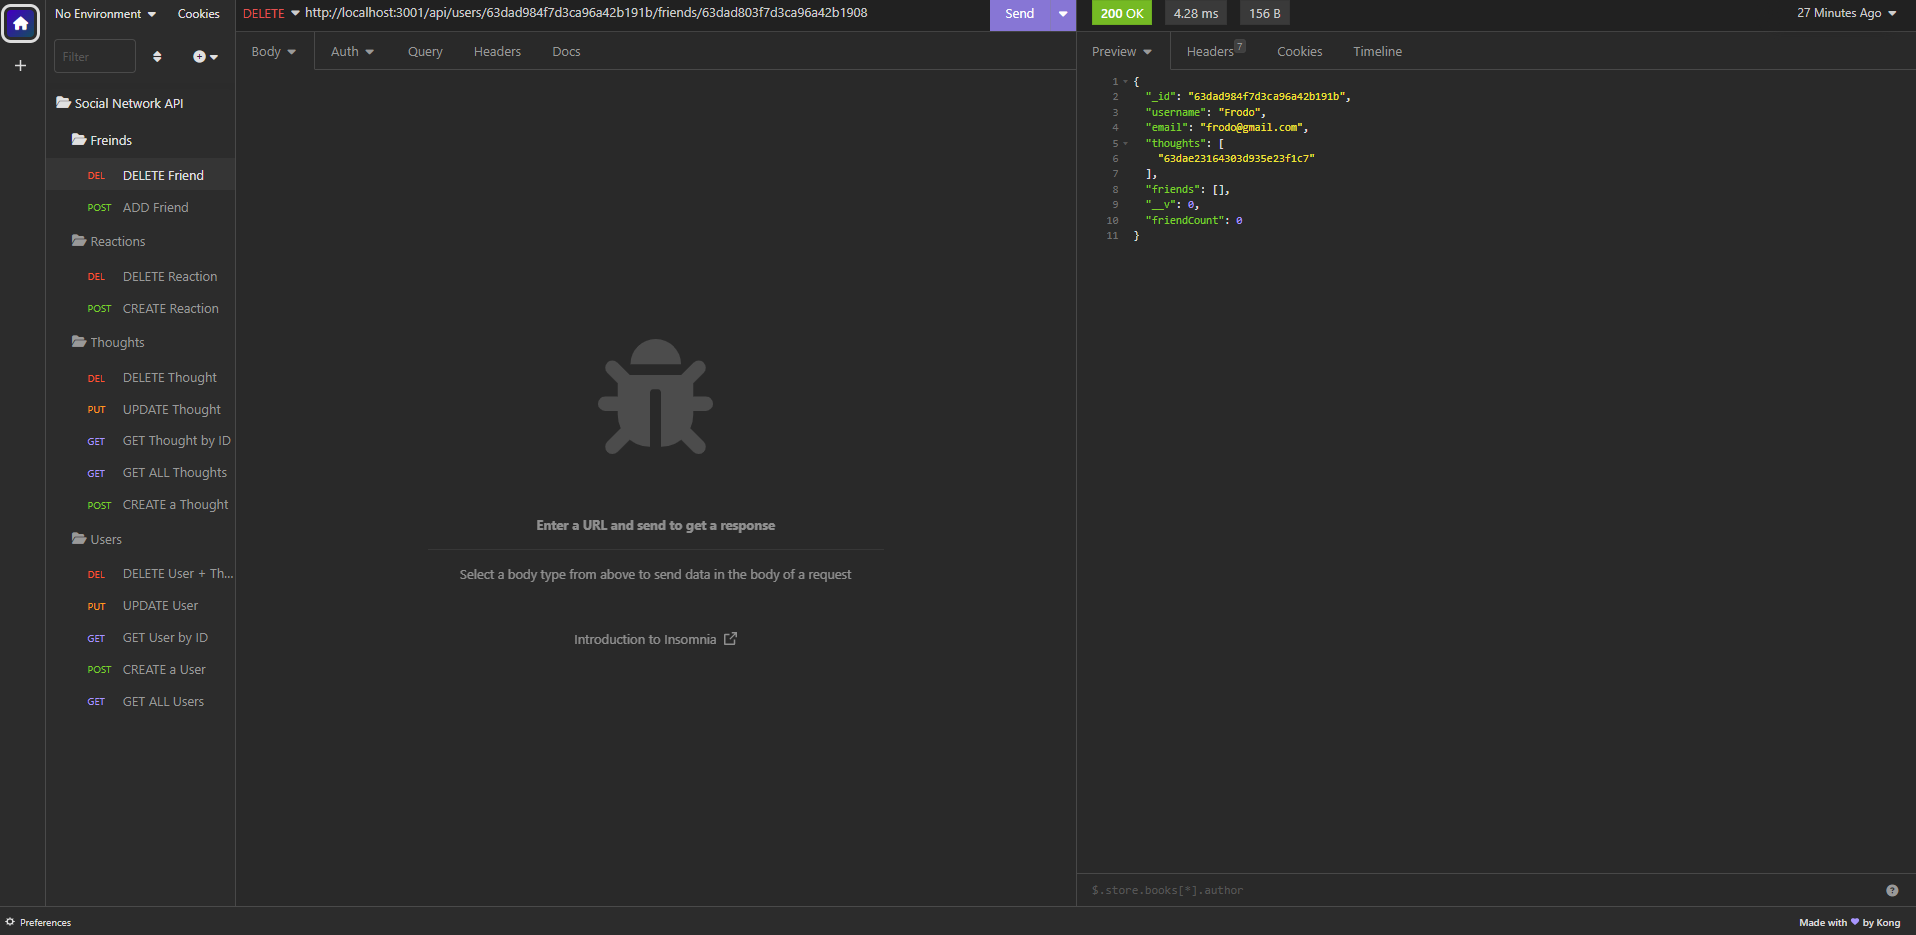 No Environment Cookies
Filter
Social Network API
Freinds
DEL DELETE Friend
POST ADD Friend
Reactions
DEL DELETE Reaction
POST CREATE Reaction
Thoughts
DEL DELETE Thought
PUT UPDATE Thought
GET GET Thought by ID
GET GET ALL Thoughts
POST CREATE a Thought
Users
DEL DELETE User + Th...
PUT UPDATE User
GET GET User by ID
POST CREATE a User
GET GET ALL Users
DELETE http://localhost:3001/api/users/63dad984f7d3ca96a42b191b/friends/63dad803f7d3ca96a42b1908 Send
Body Auth Query Headers Docs
Enter a URL and send to get a response
Select a body type from above to send data in the body of a request
Introduction to Insomnia
200 OK 4.28 ms 156 B 27 Minutes Ago
Preview Headers 7 Cookies Timeline
1 {
2 "_id": "63dad984f7d3ca96a42b191b",
3 "username": "Frodo",
4 "email": "frodo@gmail.com",
5 "thoughts": [
6 "63dae23164303d935e23f1c7"
7 ],
8 "friends": [],
9 "__v": 0,
10 "friendCount": 0
11 }
$.store.books[*].author
Preferences
Made with by Kong